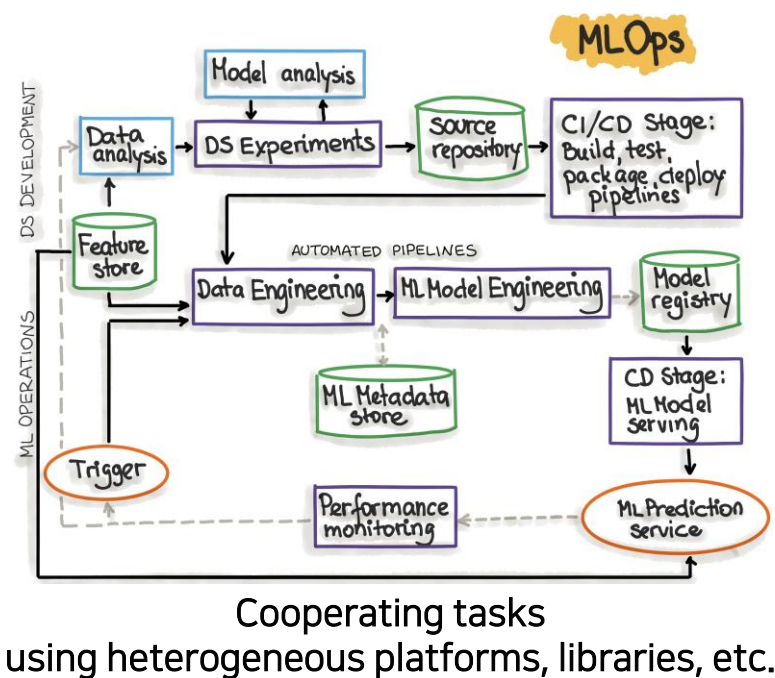 MLOps
Model analysis
Data
analysis
DS Experiments
Source
repository
CI/CD Stage:
Build, test,
package, deploy
pipelines
DS DEVELOPMENT
Feature
store
AUTOMATED PIPELINES
Data Engineering
ML Model Engineering
Model
registry
ML Metadata
store
CD Stage:
ML Model
serving
ML OPERATIONS
Trigger
Performance
monitoring
ML Prediction
service
Cooperating tasks
using heterogeneous platforms, libraries, etc.